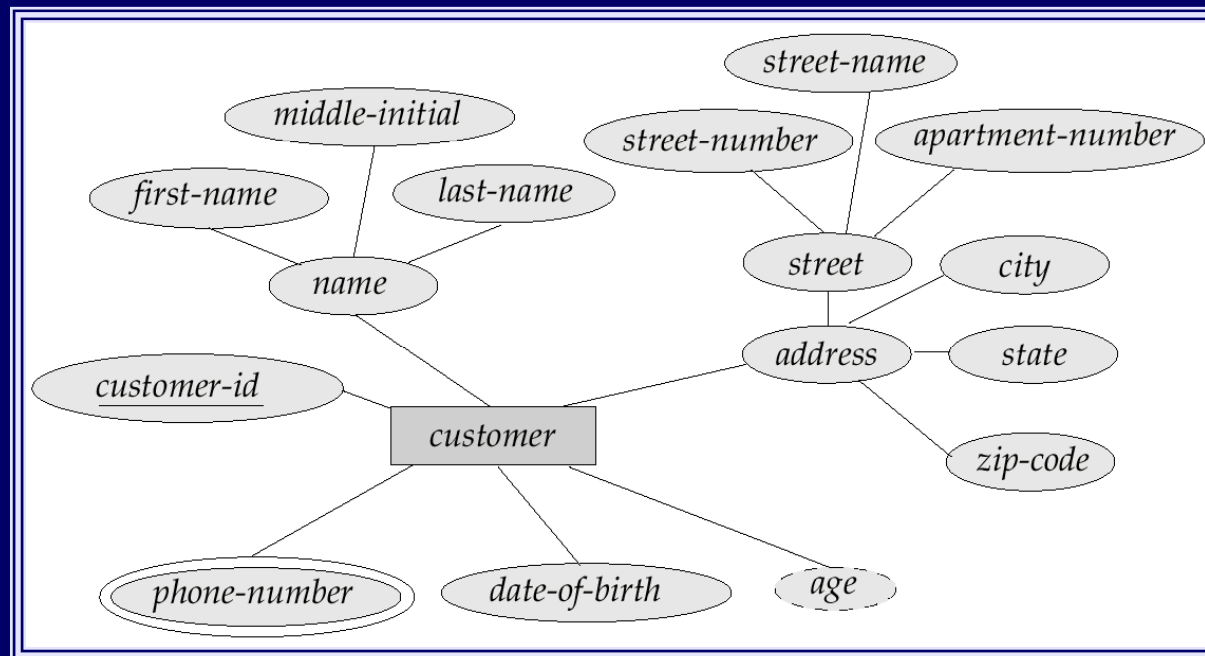 street-name
middle-initial
street-number
apartment-number
first-name
last-name
name
street
city
address
state
customer-id
customer
zip-code
phone-number
date-of-birth
age